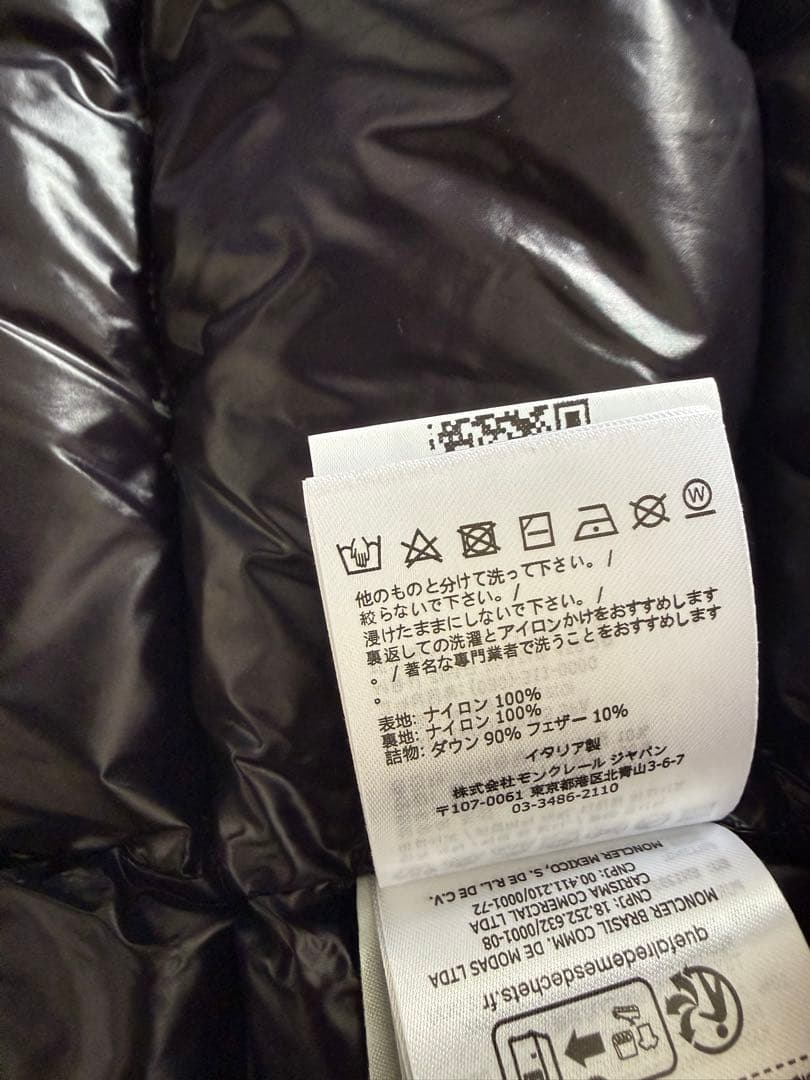 W
他のものと分けて洗って下さい。/
絞らないで下さい。/
浸けたままにしないで下さい。/
裏返しての洗濯とアイロンかけをおすすめします
。/ 著名な専門業者で洗うことをおすすめします
。
表地: ナイロン 100%
裏地: ナイロン 100%
詰物: ダウン 90% フェザー 10%
イタリア製
株式会社モンクレール ジャパン
〒107-0061 東京都港区北青山3-6-7
03-3486-2110
quefairedemesdechets.fr
MONCLER BRASIL COMM. DE MODAS LTDA
CNPJ: 18.252.632/0001-08
CARISMA COMERCIAL LTDA
CNPJ: 00.411.210/0001-72
MONCLER MEXICO, S. DE R.L. DE C.V.